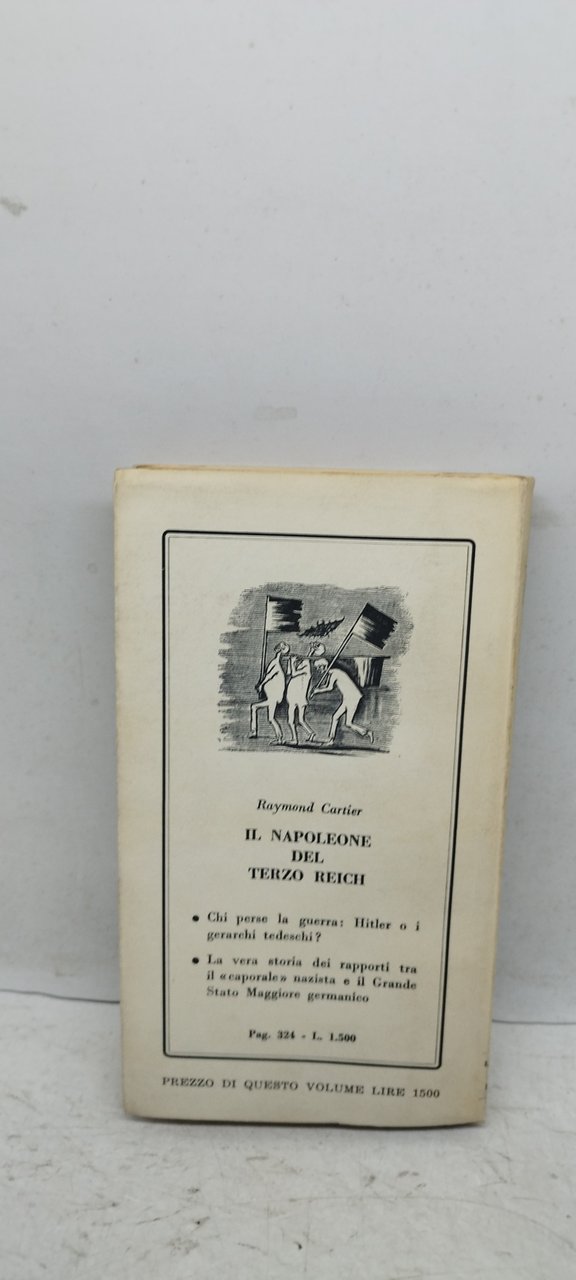 Raymond Cartier
IL NAPOLEONE
DEL
TERZO REICH
• Chi perse la guerra: Hitler o i
gerarchi tedeschi?
• La vera storia dei rapporti tra
il «caporale» nazista e il Grande
Stato Maggiore germanico
Pag. 324 - L. 1.500
PREZZO DI QUESTO VOLUME LIRE 1500